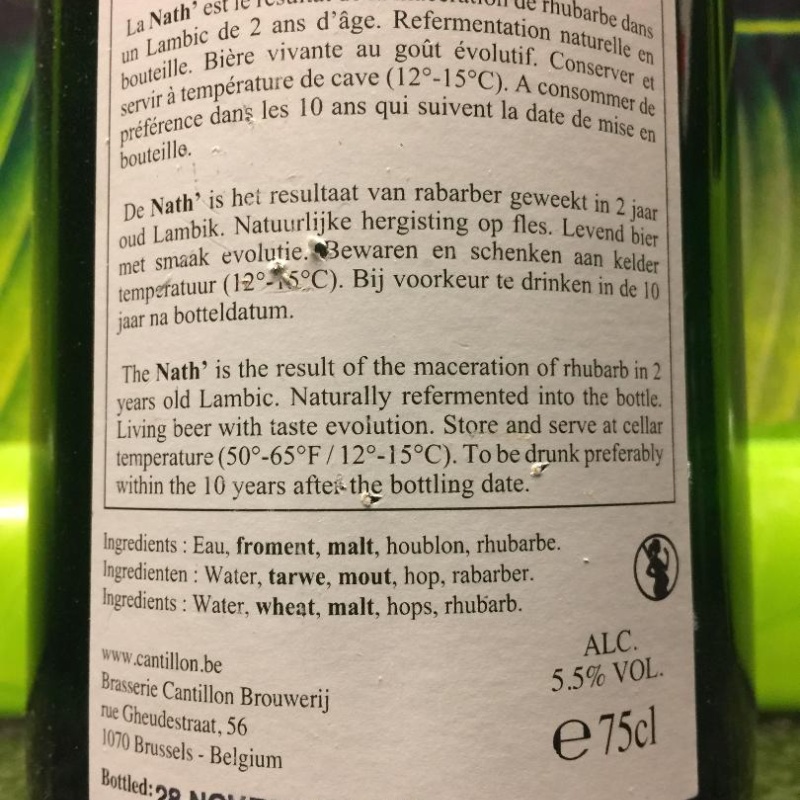 La Nath' est le résultat de la macération de rhubarbe dans
un Lambic de 2 ans d'âge. Refermentation naturelle en
bouteille. Bière vivante au goût évolutif. Conserver et
servir à température de cave (12°-15°C). A consommer de
préférence dans les 10 ans qui suivent la date de mise en
bouteille.
De Nath' is het resultaat van rabarber geweekt in 2 jaar
oud Lambik. Natuurlijke hergisting op fles. Levend bier
met smaak evolutie. Bewaren en schenken aan kelder
temperatuur (12°-15°C). Bij voorkeur te drinken in de 10
jaar na botteldatum.
The Nath' is the result of the maceration of rhubarb in 2
years old Lambic. Naturally refermented into the bottle.
Living beer with taste evolution. Store and serve at cellar
temperature (50°-65°F / 12°-15°C). To be drunk preferably
within the 10 years after the bottling date.
Ingredients : Eau, froment, malt, houblon, rhubarbe.
Ingredienten : Water, tarwe, mout, hop, rabarber.
Ingredients : Water, wheat, malt, hops, rhubarb.
ALC.
5.5% VOL.
℮ 75cl
www.cantillon.be
Brasserie Cantillon Brouwerij
rue Gheudestraat, 56
1070 Brussels - Belgium
Bottled: 28